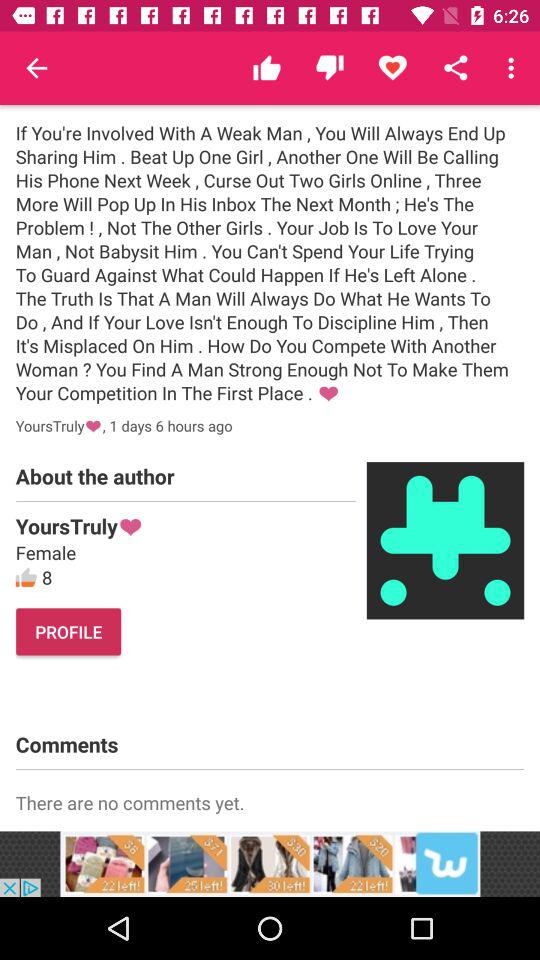 6:26
If You're Involved With A Weak Man , You Will Always End Up
Sharing Him . Beat Up One Girl , Another One Will Be Calling
His Phone Next Week , Curse Out Two Girls Online , Three
More Will Pop Up In His Inbox The Next Month ; He's The
Problem ! , Not The Other Girls . Your Job Is To Love Your
Man , Not Babysit Him . You Can't Spend Your Life Trying
To Guard Against What Could Happen If He's Left Alone .
The Truth Is That A Man Will Always Do What He Wants To
Do , And If Your Love Isn't Enough To Discipline Him , Then
It's Misplaced On Him . How Do You Compete With Another
Woman ? You Find A Man Strong Enough Not To Make Them
Your Competition In The First Place . ❤
YoursTruly❤, 1 days 6 hours ago
About the author
YoursTruly❤
Female
8
PROFILE
Comments
There are no comments yet.
$6 $71 $30 $20
22 left! 25 left! 30 left! 22 left!